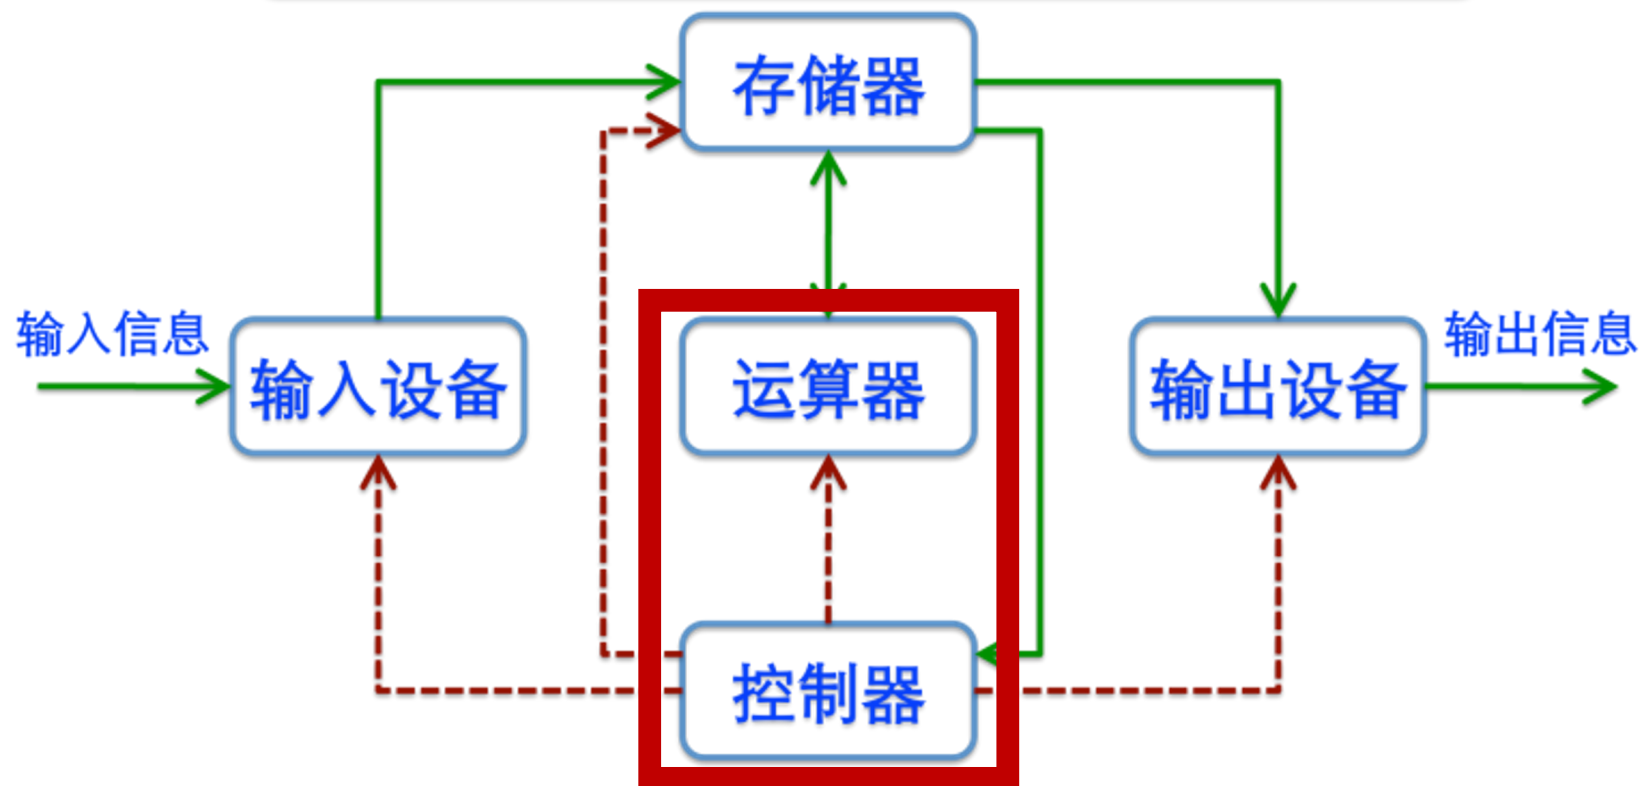 存储器
输入信息
输入设备
运算器
输出设备
输出信息
控制器